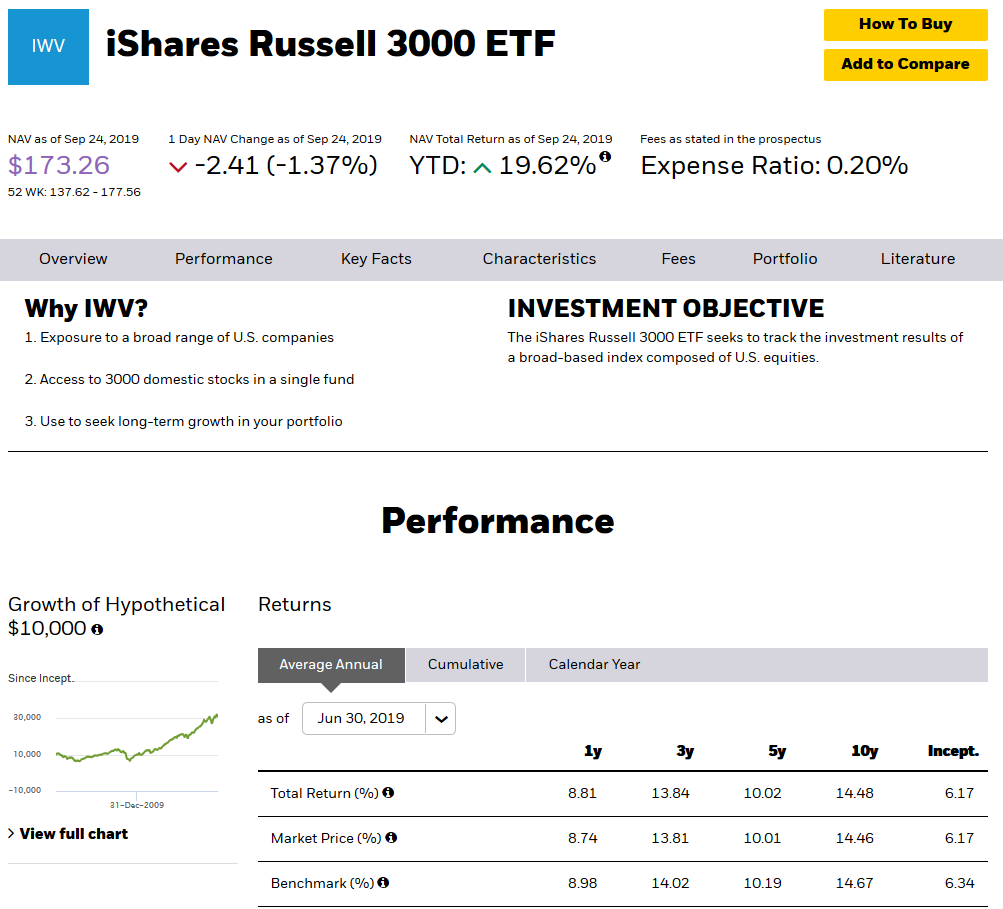 IWV
iShares Russell 3000 ETF
How To Buy
Add to Compare
NAV as of Sep 24, 2019
$173.26
52 WK: 137.62 - 177.56
1 Day NAV Change as of Sep 24, 2019
-2.41 (-1.37%)
NAV Total Return as of Sep 24, 2019
YTD: 19.62%
Fees as stated in the prospectus
Expense Ratio: 0.20%
Overview Performance Key Facts Characteristics Fees Portfolio Literature
Why IWV?
1. Exposure to a broad range of U.S. companies
2. Access to 3000 domestic stocks in a single fund
3. Use to seek long-term growth in your portfolio
INVESTMENT OBJECTIVE
The iShares Russell 3000 ETF seeks to track the investment results of
a broad-based index composed of U.S. equities.
Performance
Growth of Hypothetical
$10,000
Since Incept.
30,000
10,000
-10,000
31-Dec-2009
View full chart
Returns
Average Annual Cumulative Calendar Year
as of Jun 30, 2019
1y 3y 5y 10y Incept.
Total Return (%) 8.81 13.84 10.02 14.48 6.17
Market Price (%) 8.74 13.81 10.01 14.46 6.17
Benchmark (%) 8.98 14.02 10.19 14.67 6.34